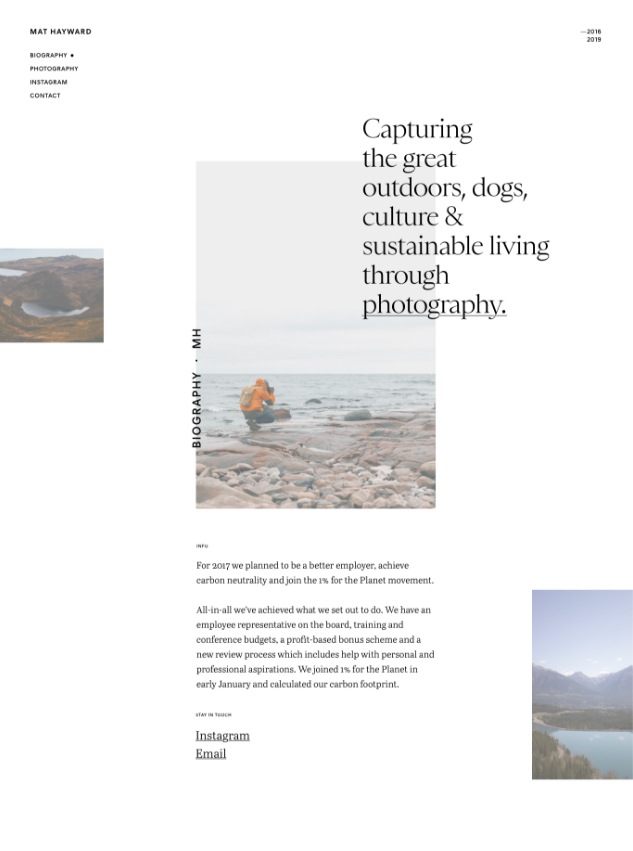 MAT HAYWARD
—2016
2019
BIOGRAPHY •
PHOTOGRAPHY
INSTAGRAM
CONTACT
Capturing
the great
outdoors, dogs,
culture &
sustainable living
through
photography.
BIOGRAPHY · MH
INFO
For 2017 we planned to be a better employer, achieve
carbon neutrality and join the 1% for the Planet movement.
All-in-all we've achieved what we set out to do. We have an
employee representative on the board, training and
conference budgets, a profit-based bonus scheme and a
new review process which includes help with personal and
professional aspirations. We joined 1% for the Planet in
early January and calculated our carbon footprint.
STAY IN TOUCH
Instagram
Email